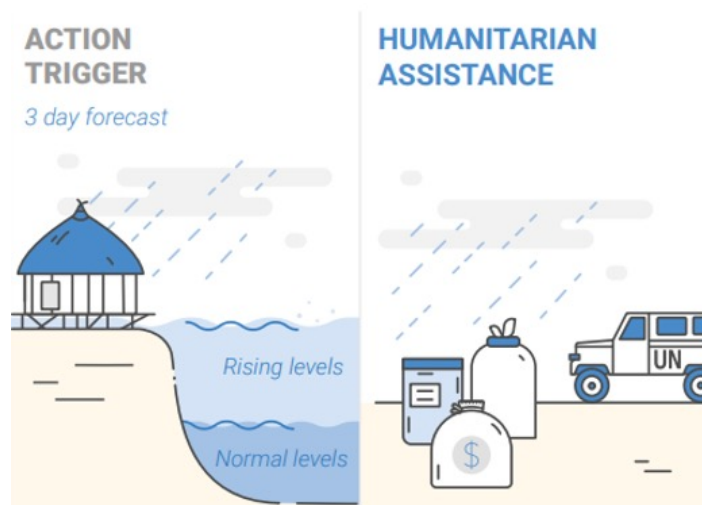 ACTION
TRIGGER
3 day forecast
Rising levels
Normal levels
HUMANITARIAN
ASSISTANCE
UN
$